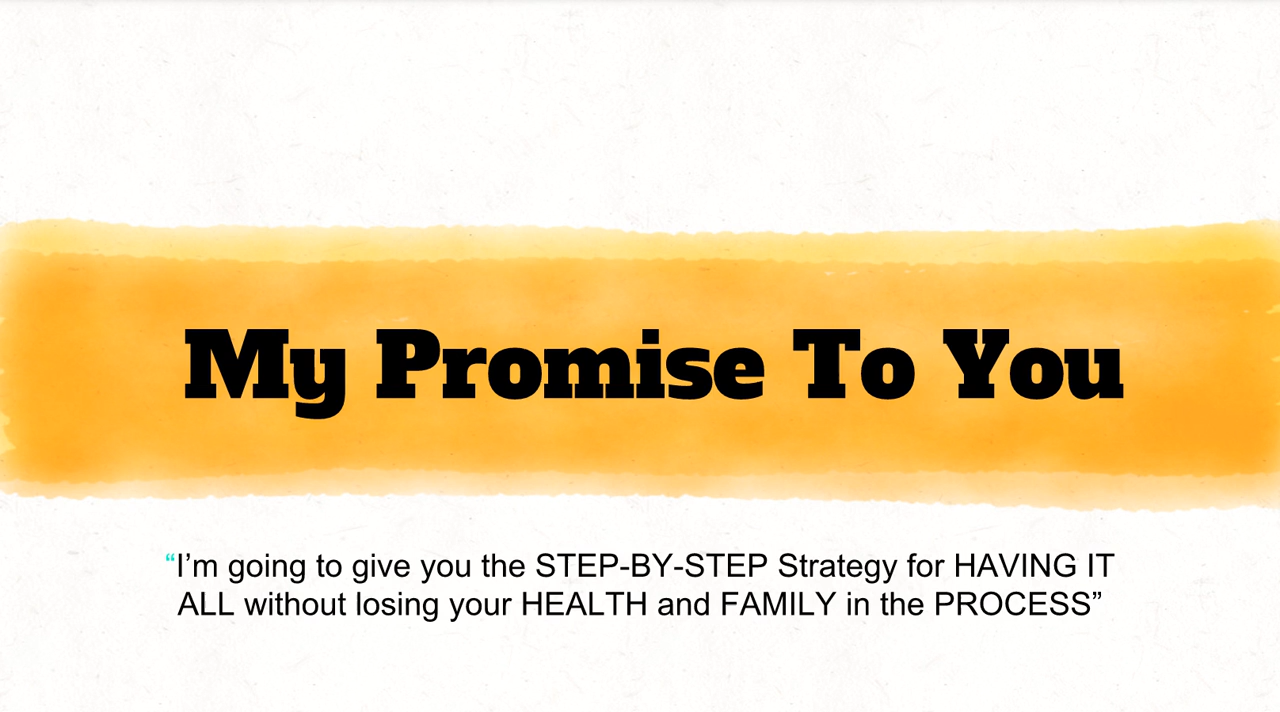 My Promise To You
“I’m going to give you the STEP-BY-STEP Strategy for HAVING IT
ALL without losing your HEALTH and FAMILY in the PROCESS”